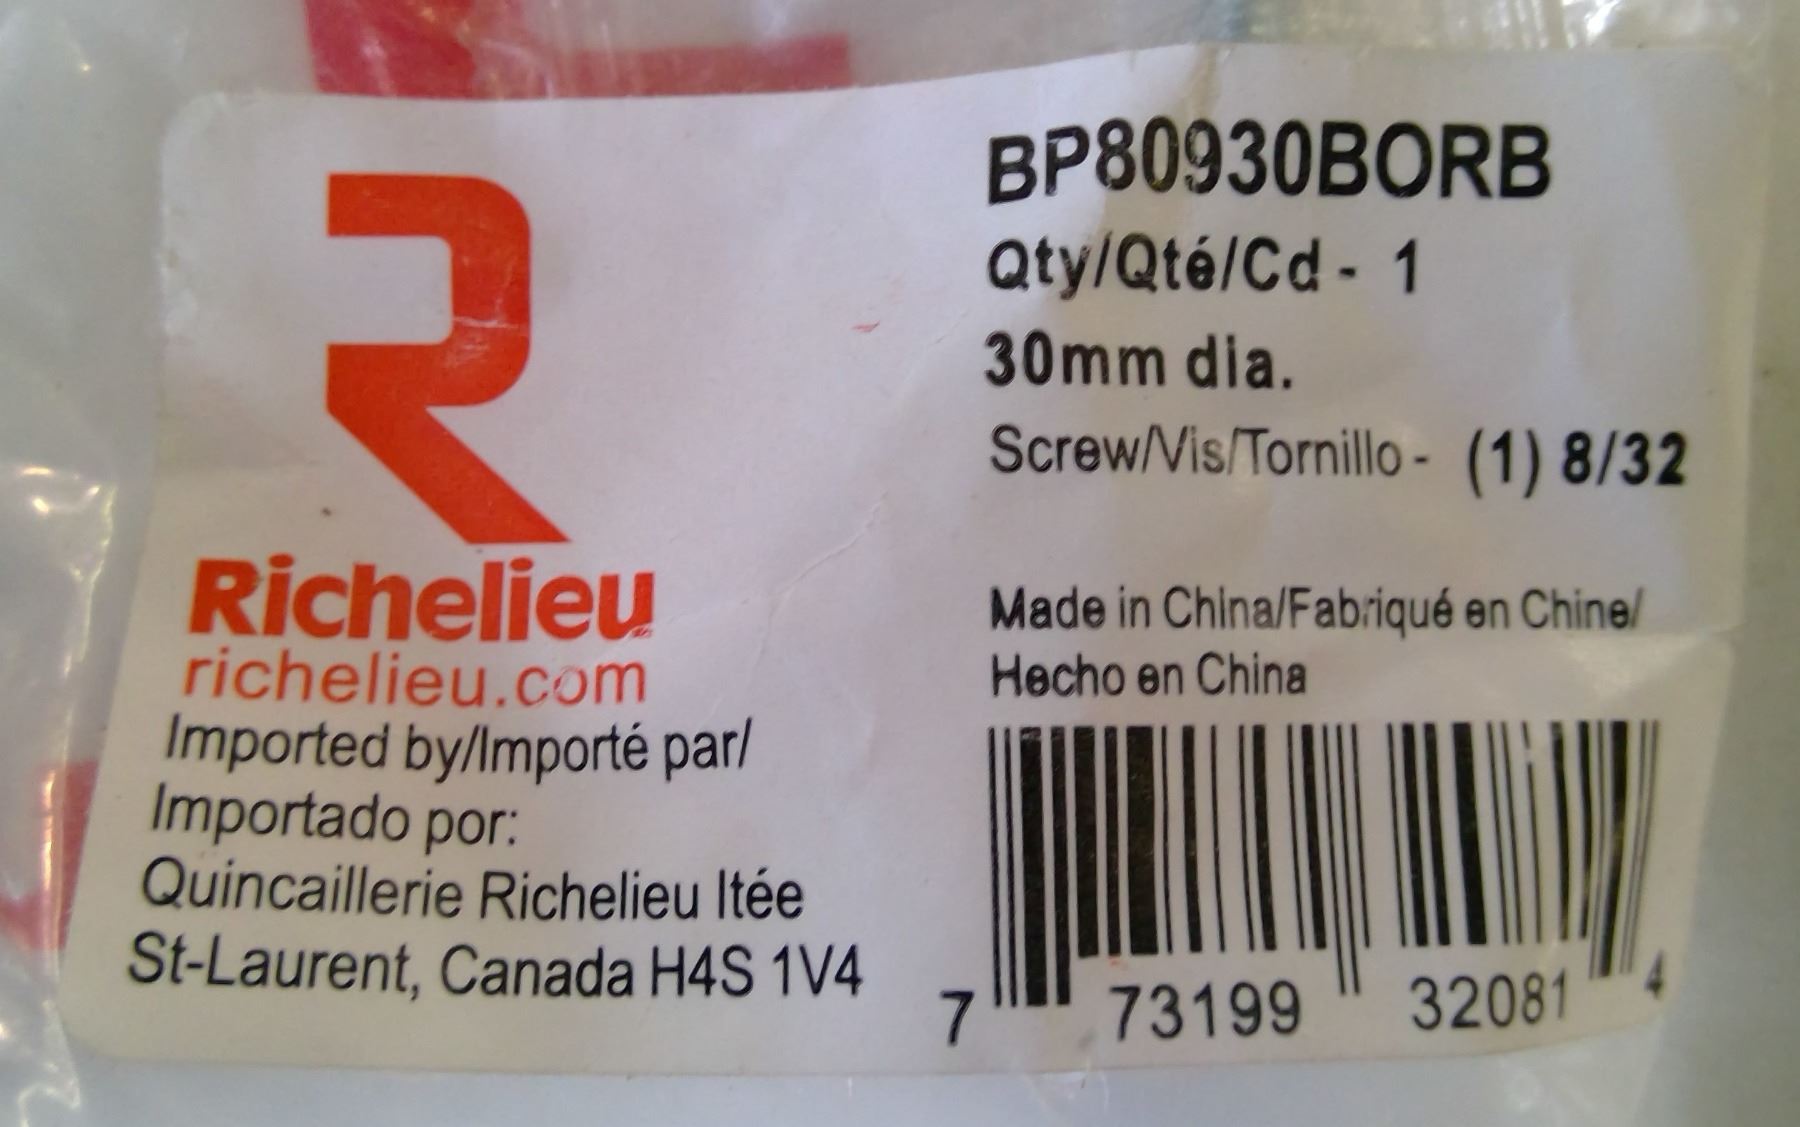 Richelieu
richelieu.com
Imported by/Importé par/
Importado por:
Quincaillerie Richelieu ltée
St-Laurent, Canada H4S 1V4
BP80930BORB
Qty/Qté/Cd - 1
30mm dia.
Screw/Vis/Tornillo - (1) 8/32
Made in China/Fabriqué en Chine/
Hecho en China
7 73199 32081 4